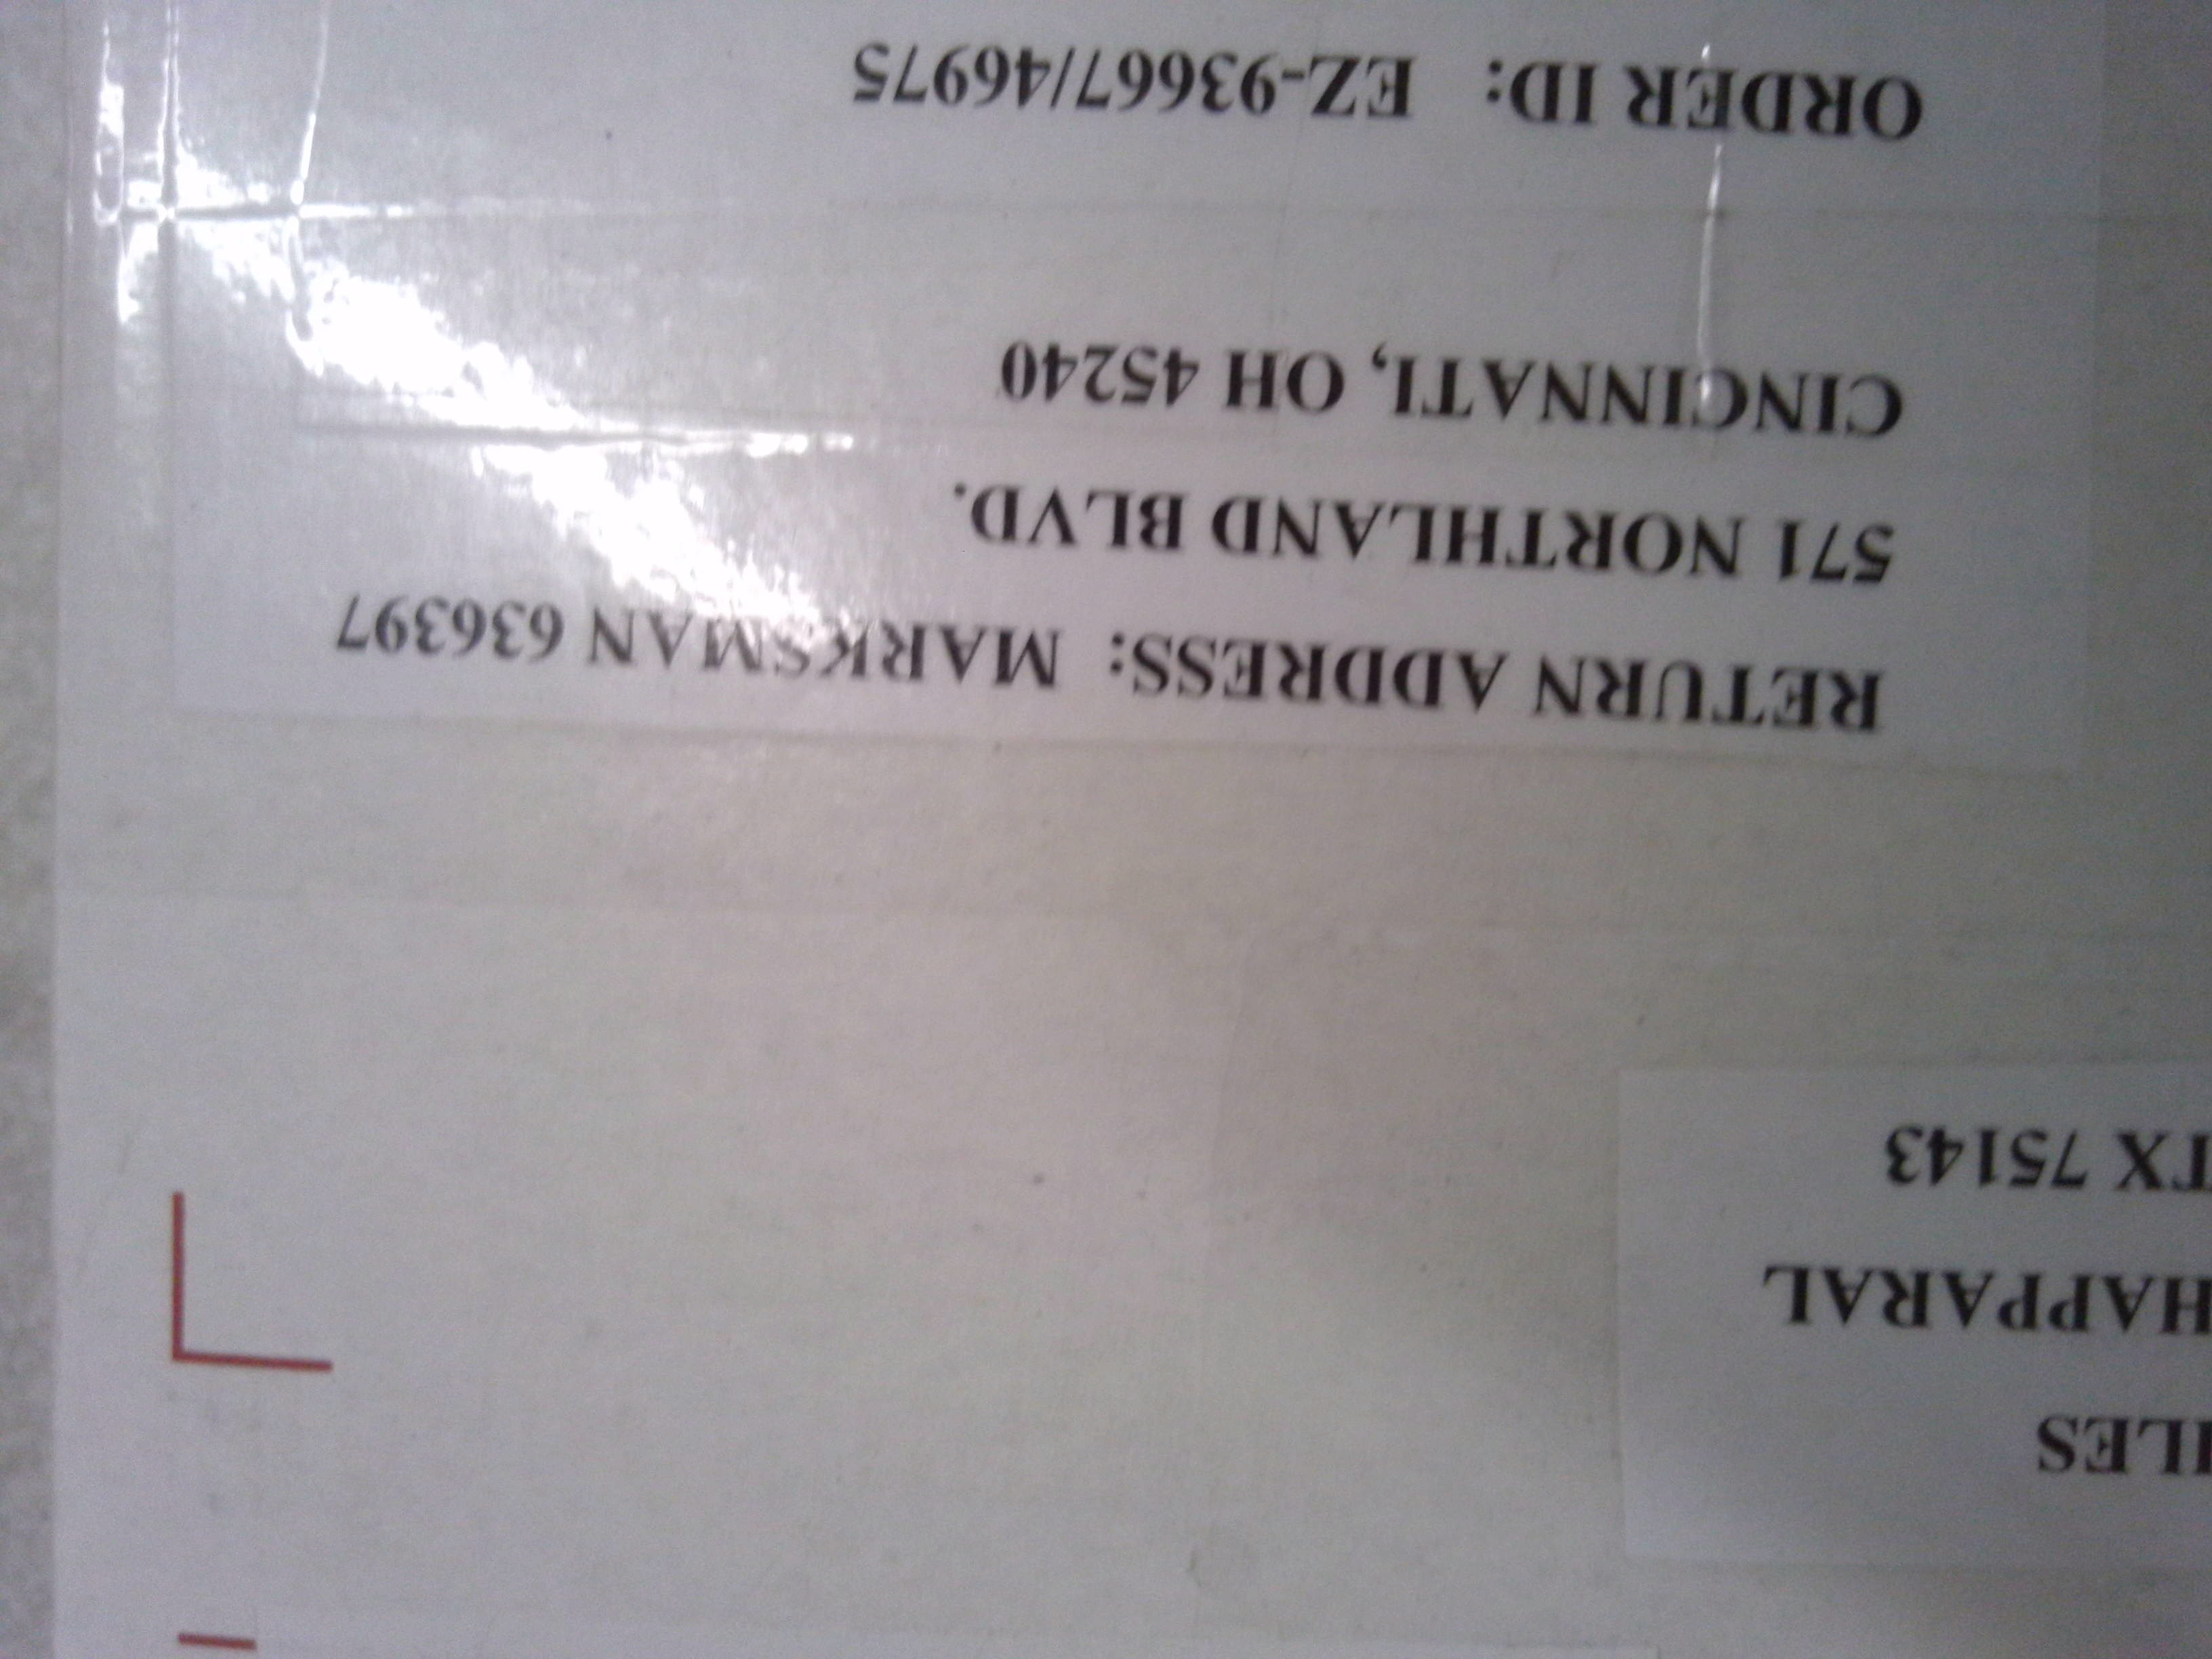 ILES
HAPPARAL
TX 75143
RETURN ADDRESS: MARKSMAN 636397
571 NORTHLAND BLVD.
CINCINNATI, OH 45240
ORDER ID: EZ-93667/46975